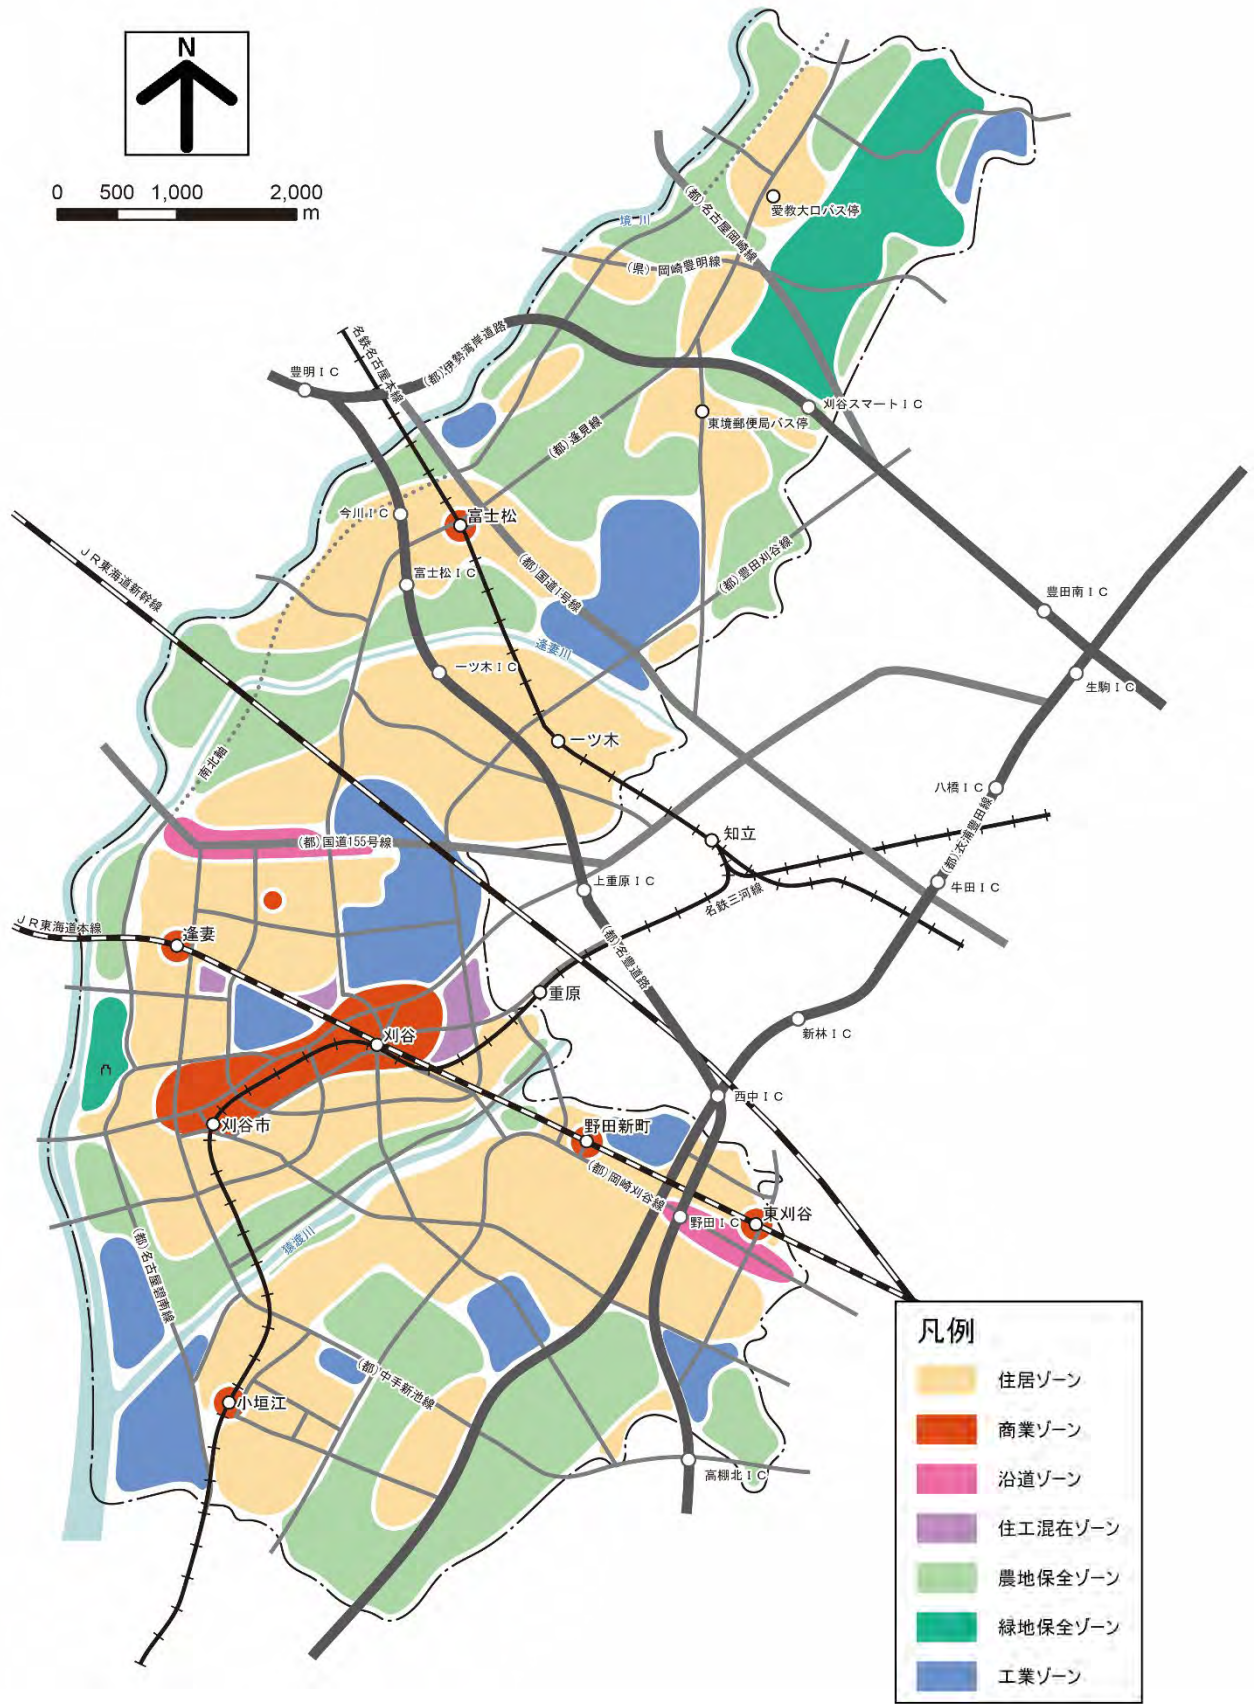 N
0 500 1,000 2,000
m
愛教大口バス停
境川
(都)名古屋岡崎線
(県)岡崎豊明線
名鉄名古屋本線
(都)伊勢湾岸道路
豊明IC
刈谷スマートIC
東境郵便局バス停
(都)逢見線
今川IC
富士松
JR東海道新幹線
富士松IC
(都)国道1号線
(都)豊田刈谷線
豊田南IC
逢妻川
一ツ木IC
生駒IC
一ツ木
南北軸
八橋IC
(都)衣浦豊田線
(都)国道155号線
知立
上重原IC
牛田IC
名鉄三河線
JR東海道本線
逢妻
(都)名豊道路
重原
新林IC
刈谷
西中IC
刈谷市
野田新町
(都)岡崎刈谷線
野田IC
東刈谷
猿渡川
(都)名古屋碧南線
(都)中手新池線
小垣江
高棚北IC
凡例
住居ゾーン
商業ゾーン
沿道ゾーン
住工混在ゾーン
農地保全ゾーン
緑地保全ゾーン
工業ゾーン